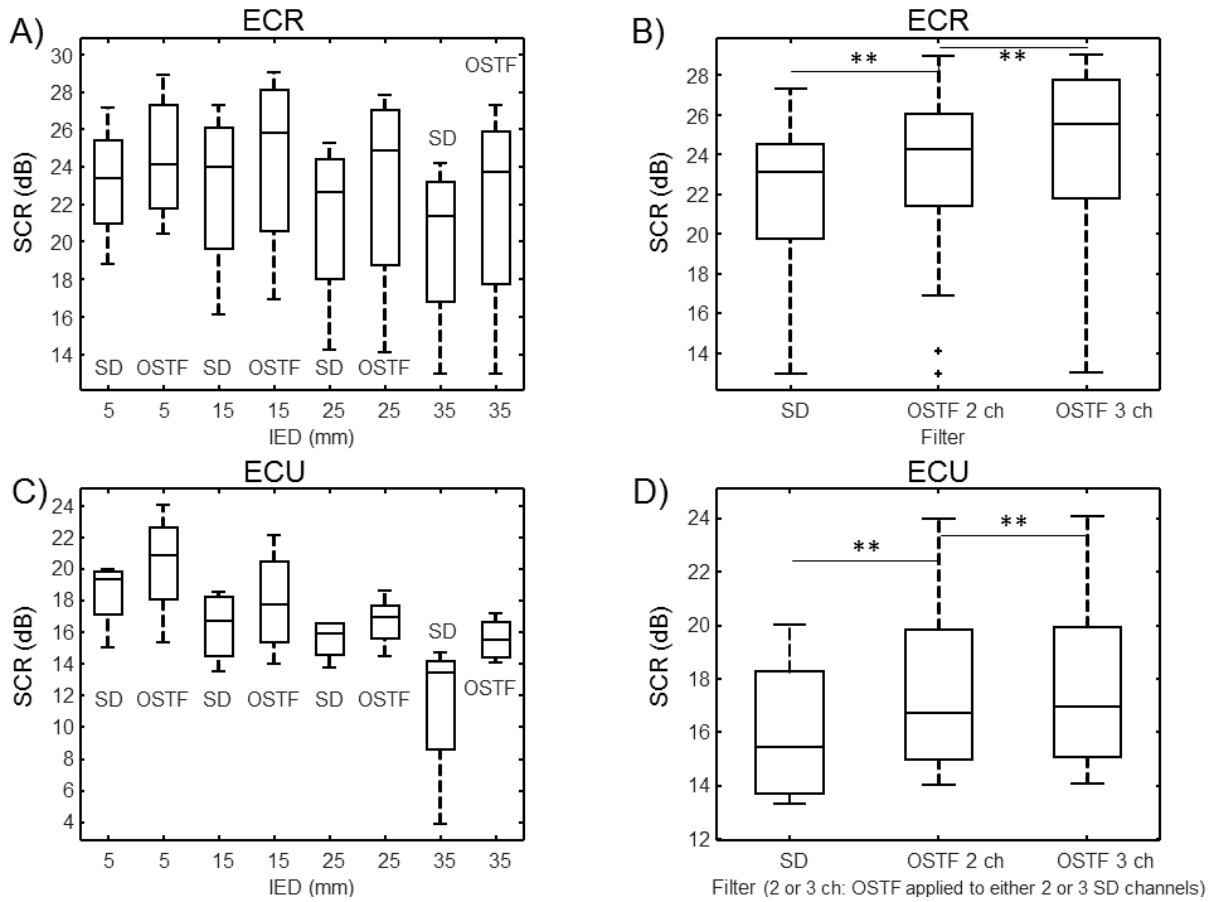 A)
ECR
SCR (dB)
30
28
26
24
22
20
18
16
14
SD
OSTF
SD
OSTF
SD
OSTF
SD
OSTF
5
5
15
15
25
25
35
35
IED (mm)
B)
ECR
SCR (dB)
28
26
24
22
20
18
16
14
**
**
SD
OSTF 2 ch
OSTF 3 ch
Filter
C)
ECU
SCR (dB)
24
22
20
18
16
14
12
10
8
6
4
SD
OSTF
SD
OSTF
SD
OSTF
SD
OSTF
5
5
15
15
25
25
35
35
IED (mm)
D)
ECU
SCR (dB)
24
22
20
18
16
14
12
**
**
SD
OSTF 2 ch
OSTF 3 ch
Filter (2 or 3 ch: OSTF applied to either 2 or 3 SD channels)